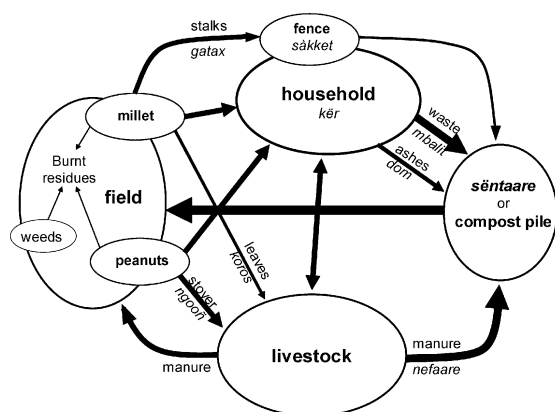 stalks
gatax
fence
sàkket
household
kër
millet
waste
mbalit
ashes
dom
Burnt
residues
field
weeds
peanuts
leaves
koros
stover
ngooñ
sëntaare
or
compost pile
manure
livestock
manure
nefaare